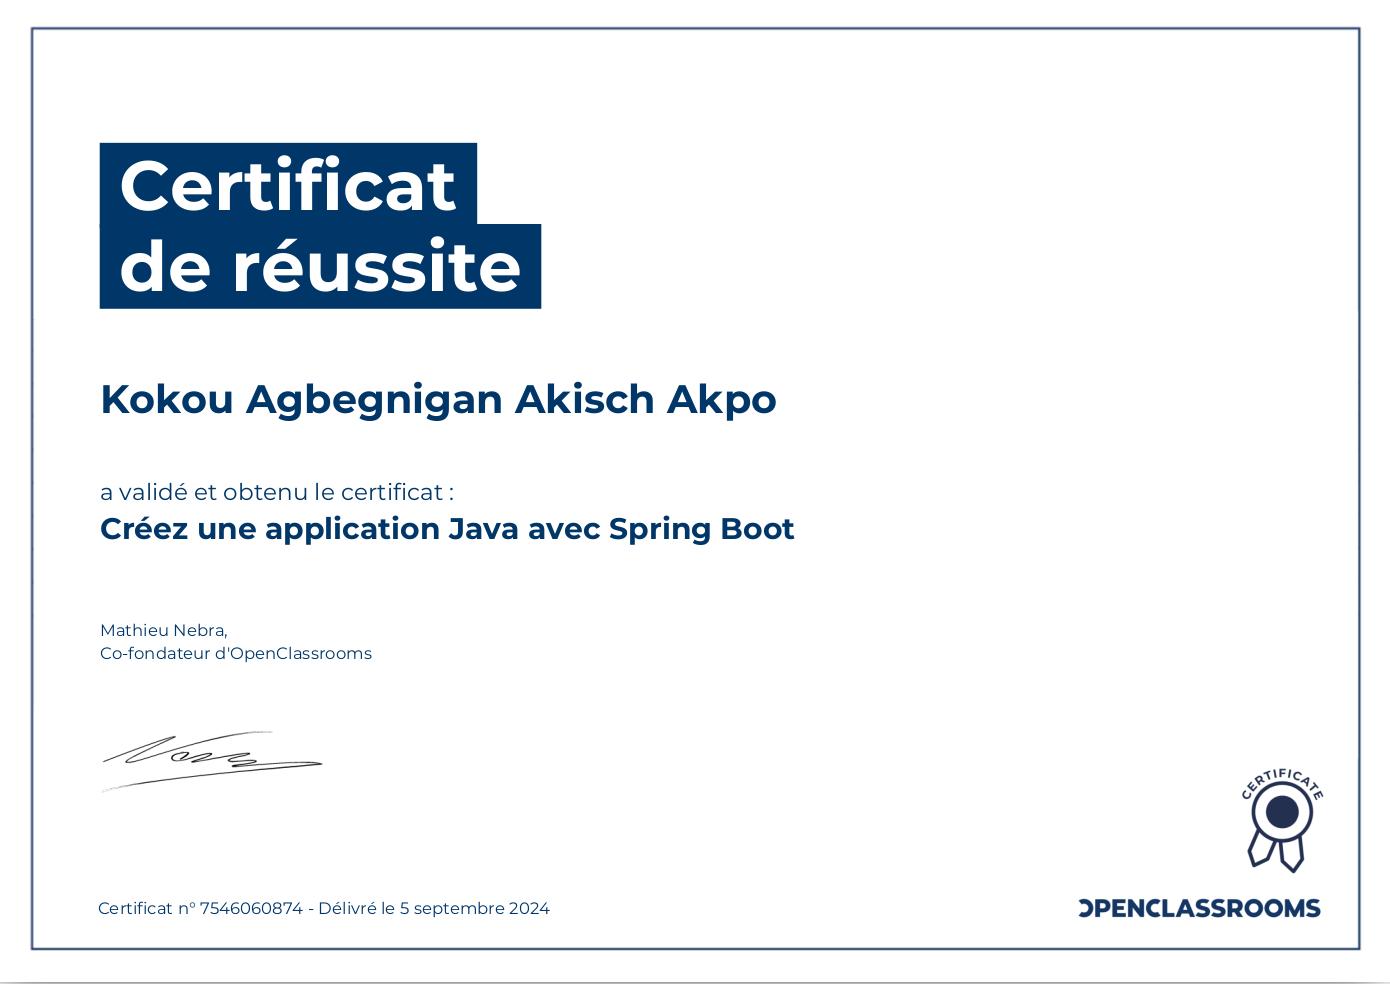 Certificat
de réussite
Kokou Agbegnigan Akisch Akpo
a validé et obtenu le certificat :
Créez une application Java avec Spring Boot
Mathieu Nebra,
Co-fondateur d'OpenClassrooms
CERTIFICATE
Certificat n° 7546060874 - Délivré le 5 septembre 2024
OPENCLASSROOMS